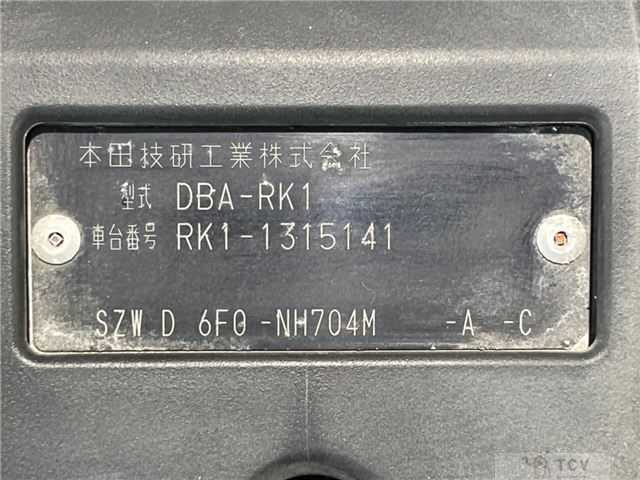 本田技研工業株式会社
型式 DBA-RK1
車台番号 RK1-1315141
SZW D 6F0 -NH704M -A -C
TCV